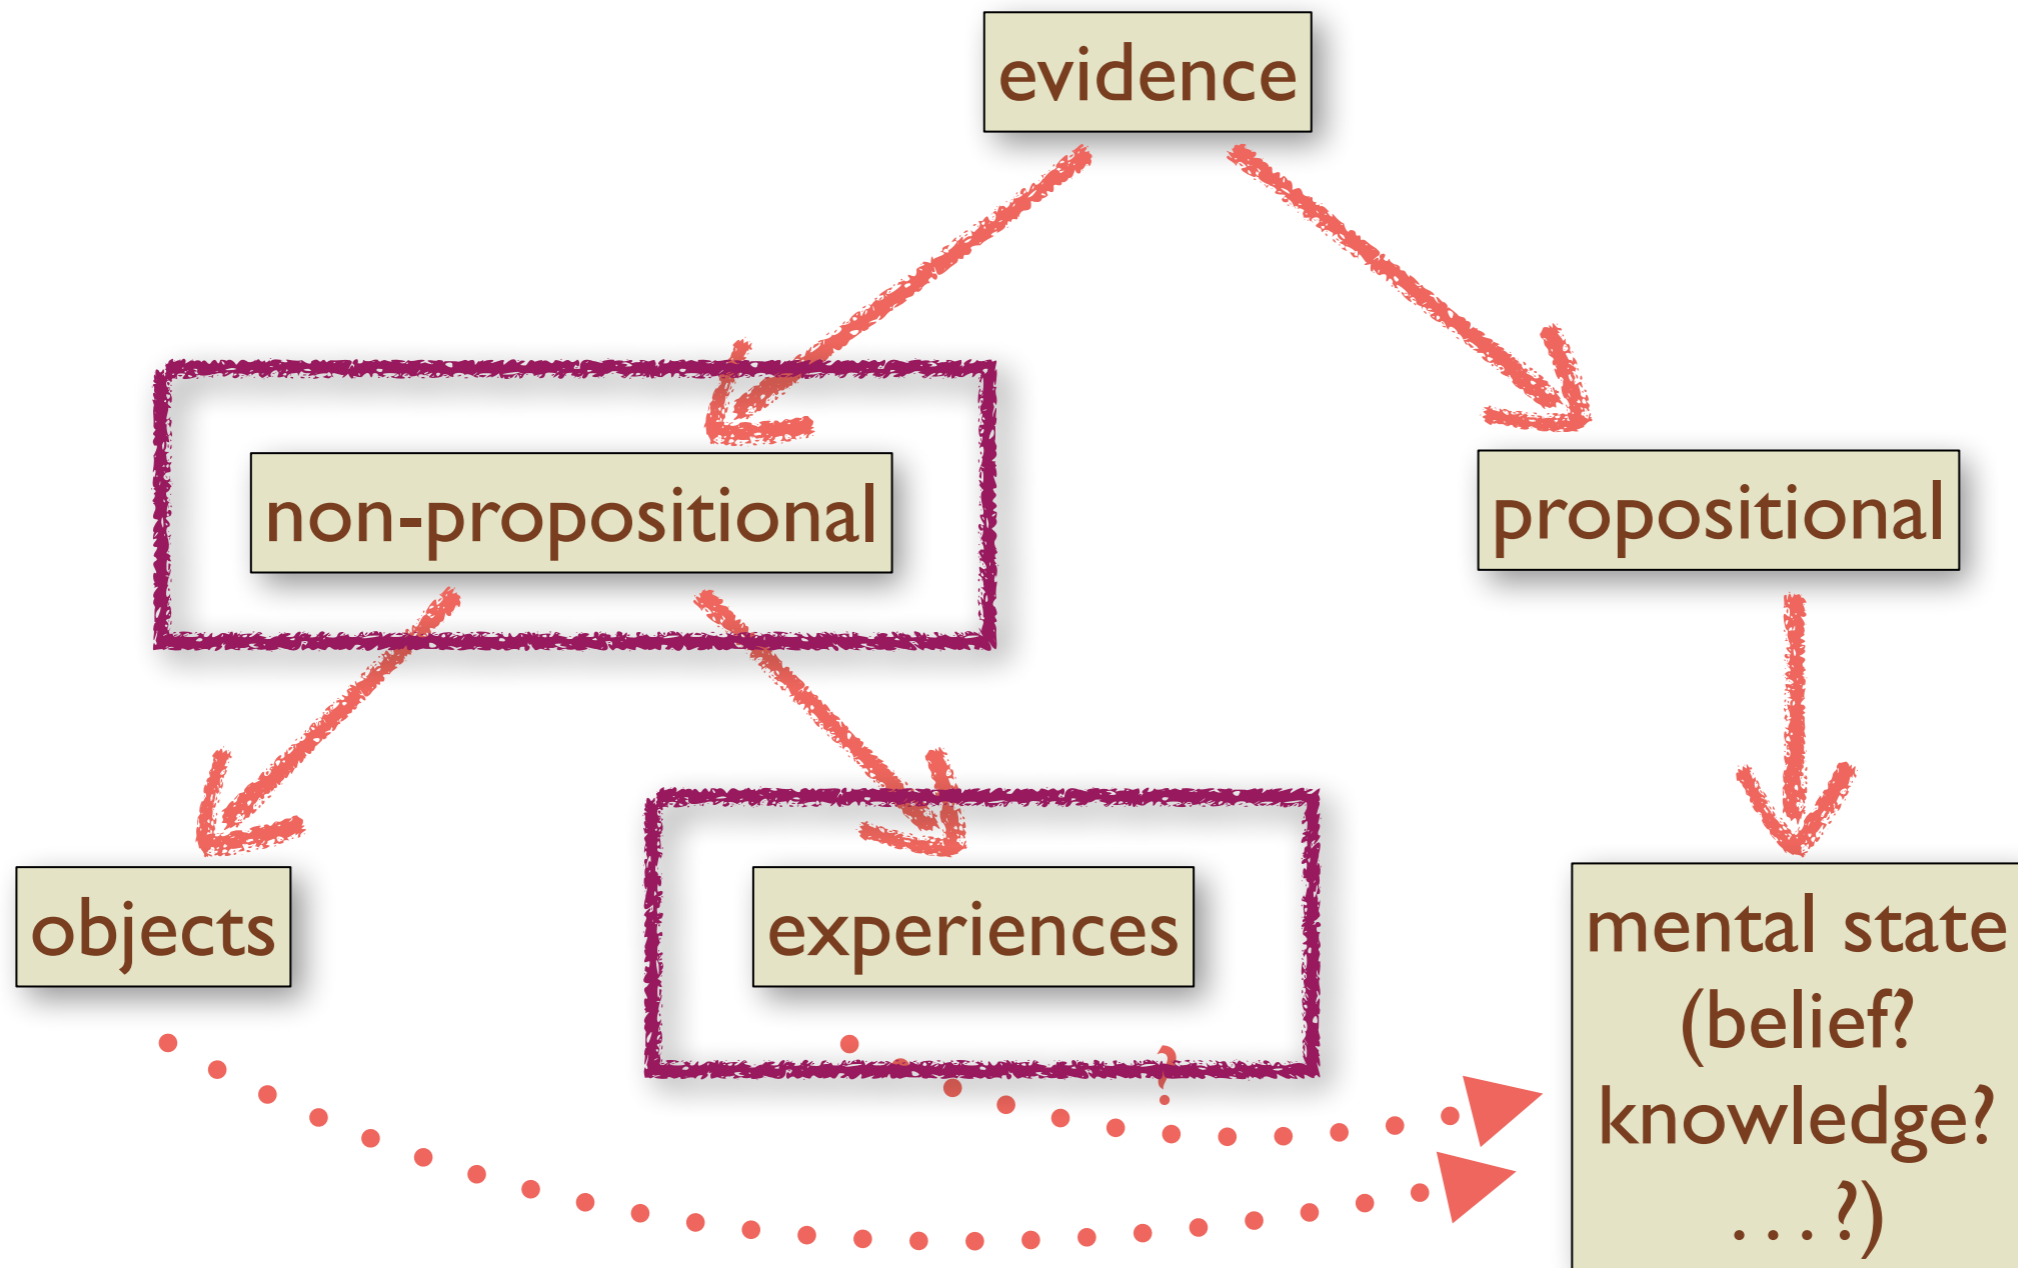 evidence
non-propositional
propositional
objects
experiences
mental state
(belief?
knowledge?
. . . ?)
?